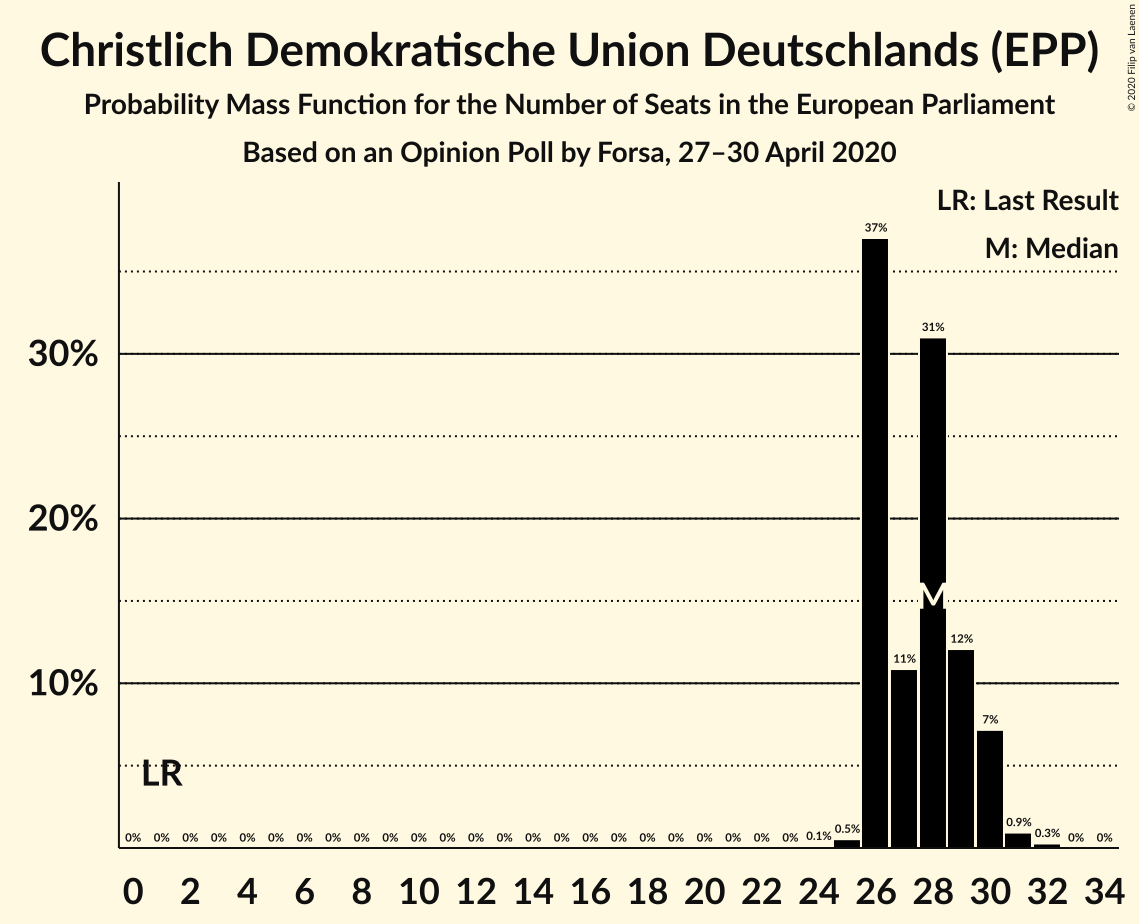 Christlich Demokratische Union Deutschlands (EPP)
Probability Mass Function for the Number of Seats in the European Parliament
Based on an Opinion Poll by Forsa, 27–30 April 2020
© 2020 Filip van Laenen
LR: Last Result
M: Median
37%
31%
30%
20%
M
12%
11%
10%
7%
LR
0% 0% 0% 0% 0% 0% 0% 0% 0% 0% 0% 0% 0% 0% 0% 0% 0% 0% 0% 0% 0% 0% 0% 0% 0.1% 0.5% 0.9% 0.3% 0% 0%
0 2 4 6 8 10 12 14 16 18 20 22 24 26 28 30 32 34